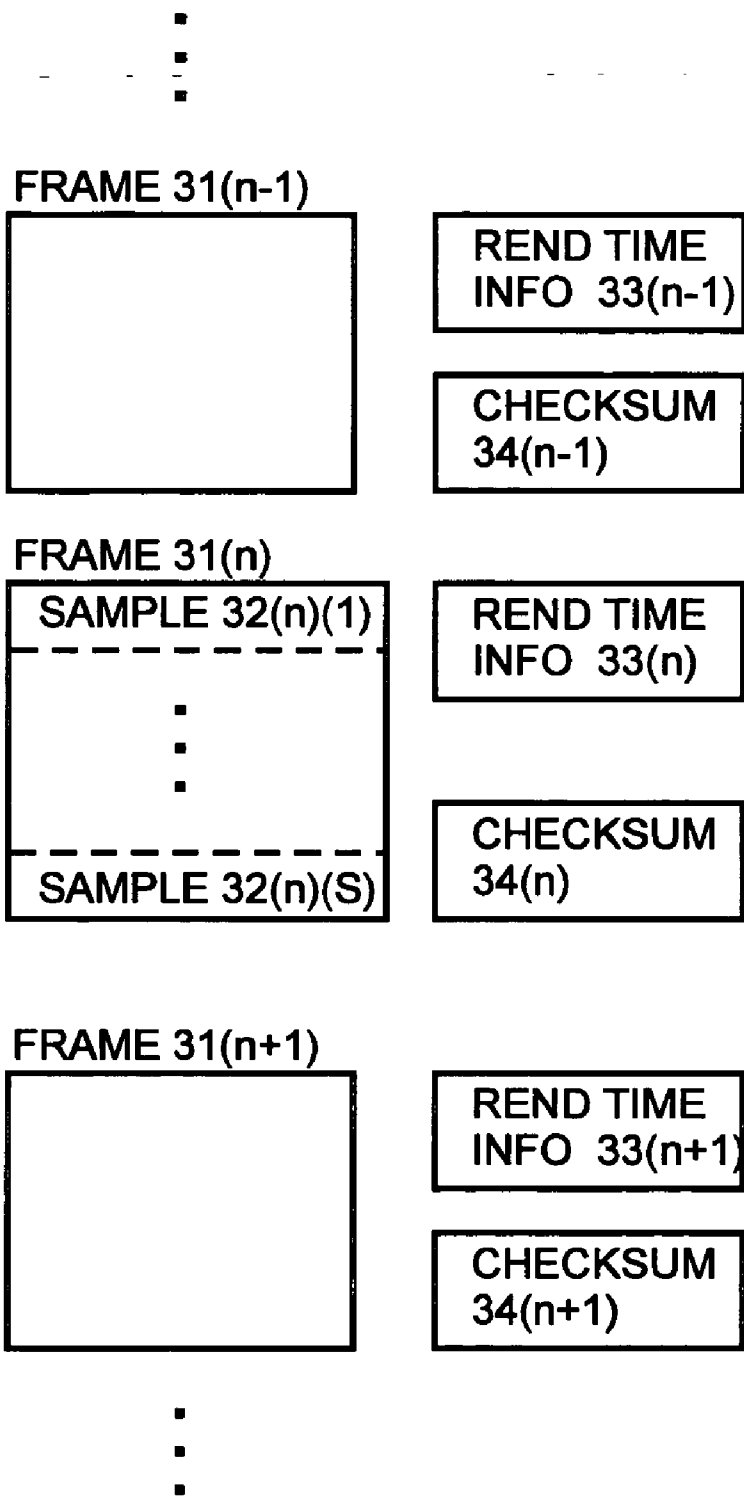 FRAME 31(n-1)
REND TIME
INFO 33(n-1)
CHECKSUM
34(n-1)
FRAME 31(n)
SAMPLE 32(n)(1)
SAMPLE 32(n)(S)
REND TIME
INFO 33(n)
CHECKSUM
34(n)
FRAME 31(n+1)
REND TIME
INFO 33(n+1)
CHECKSUM
34(n+1)